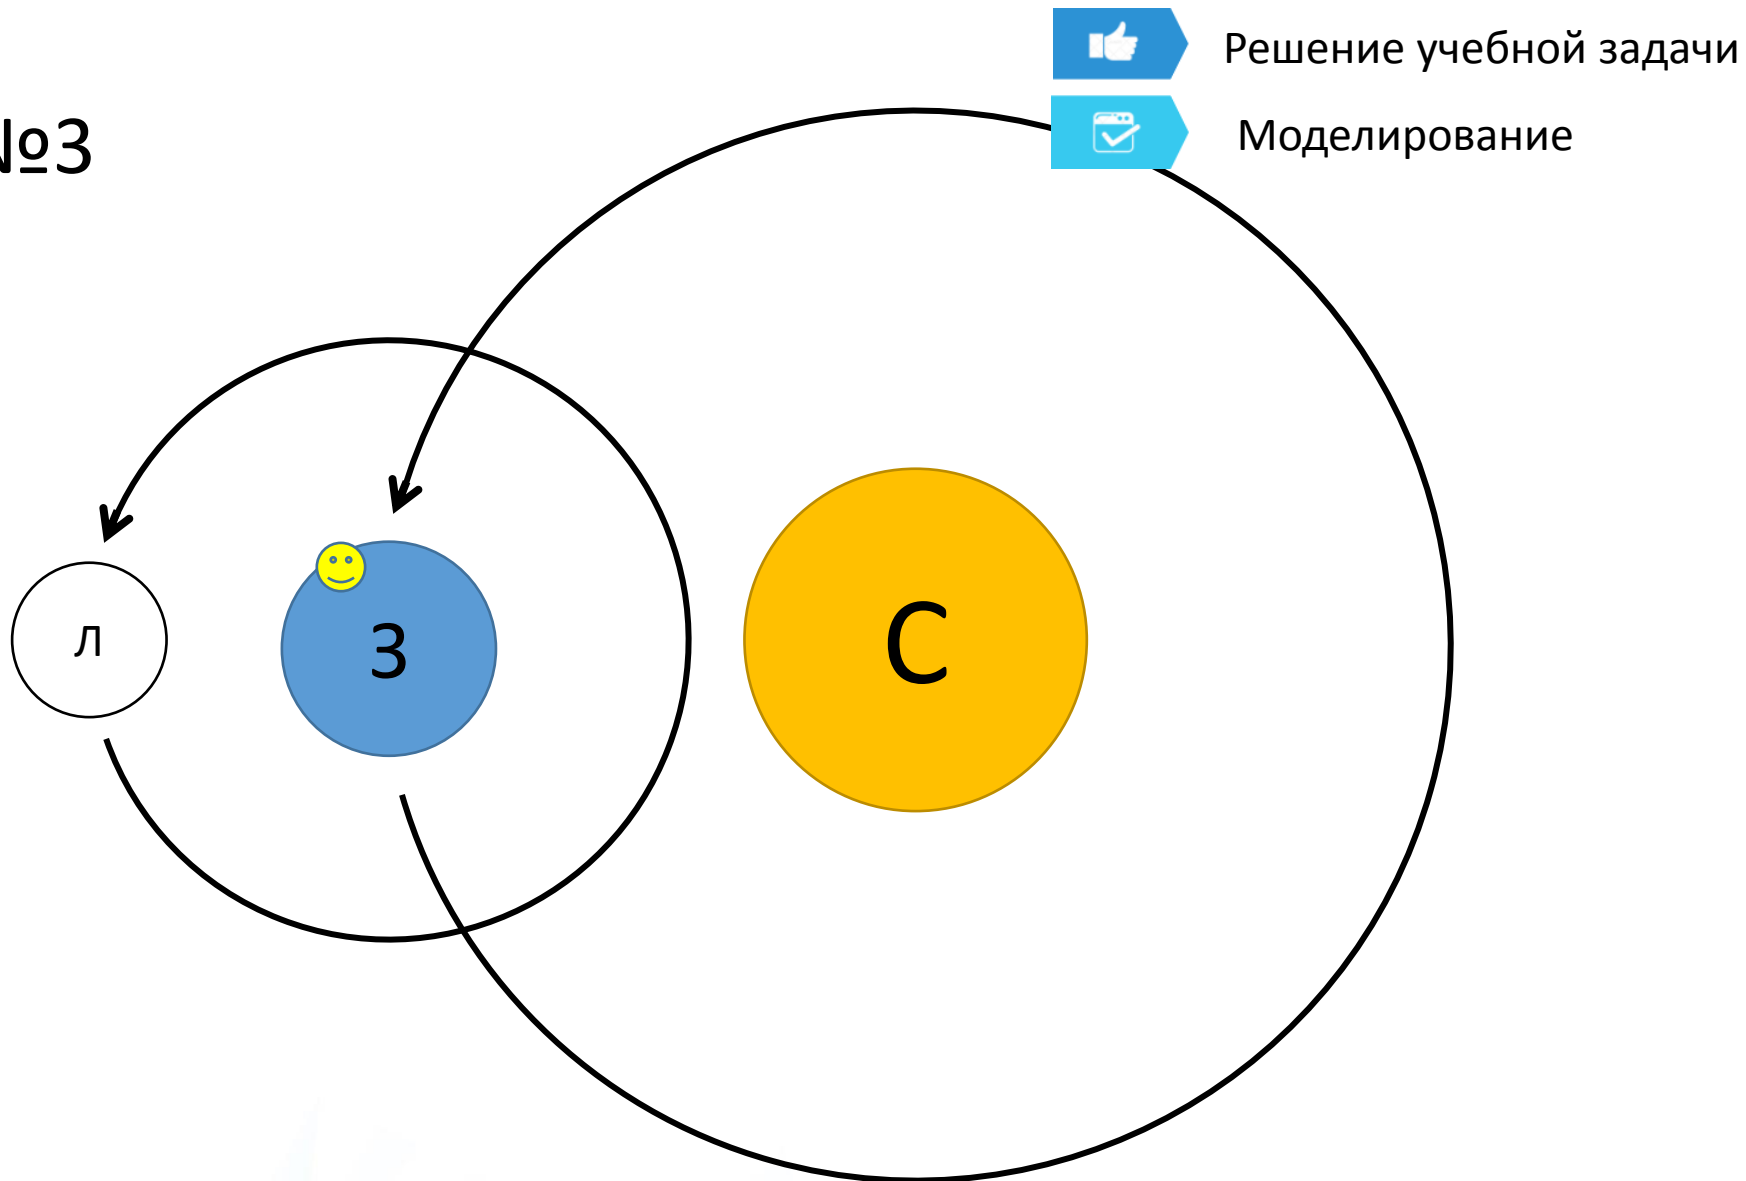 Решение учебной задачи
Моделирование
№3
Л
З
С